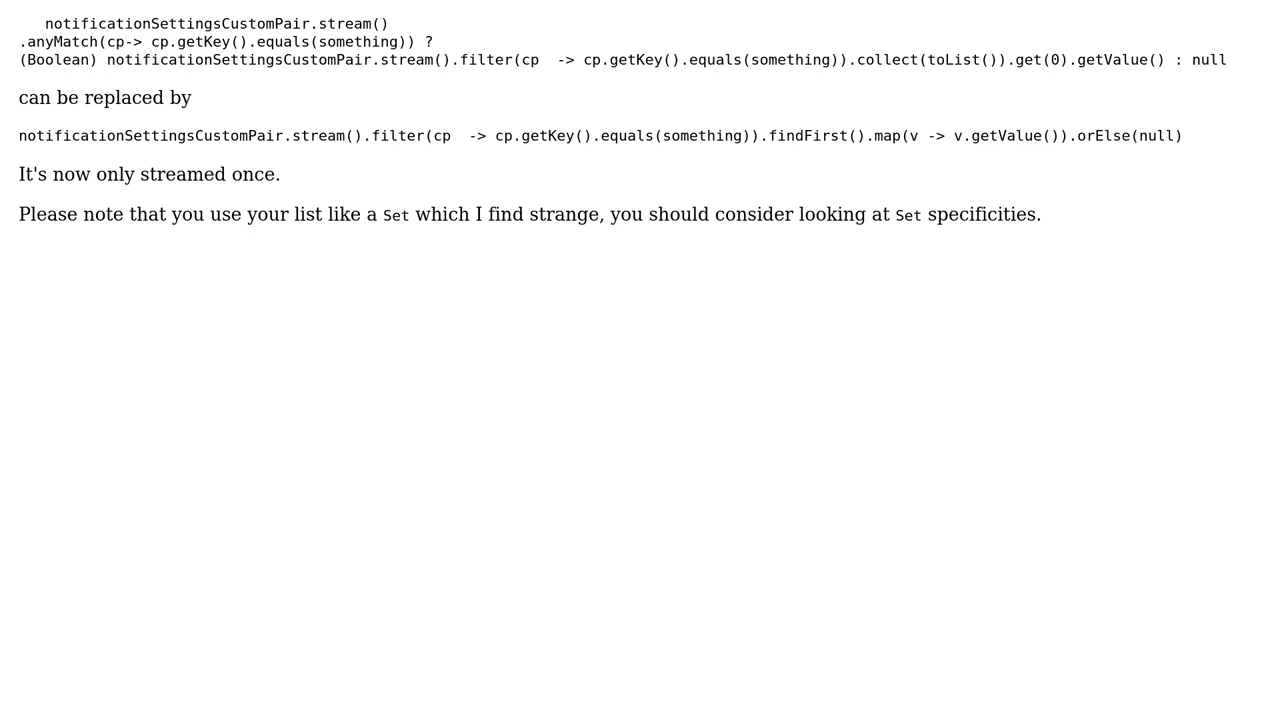 notificationSettingsCustomPair.stream()
.anyMatch(cp-> cp.getKey().equals(something)) ?
(Boolean) notificationSettingsCustomPair.stream().filter(cp  -> cp.getKey().equals(something)).collect(toList()).get(0).getValue() : null
can be replaced by
notificationSettingsCustomPair.stream().filter(cp  -> cp.getKey().equals(something)).findFirst().map(v -> v.getValue()).orElse(null)
It's now only streamed once.
Please note that you use your list like a Set which I find strange, you should consider looking at Set specificities.